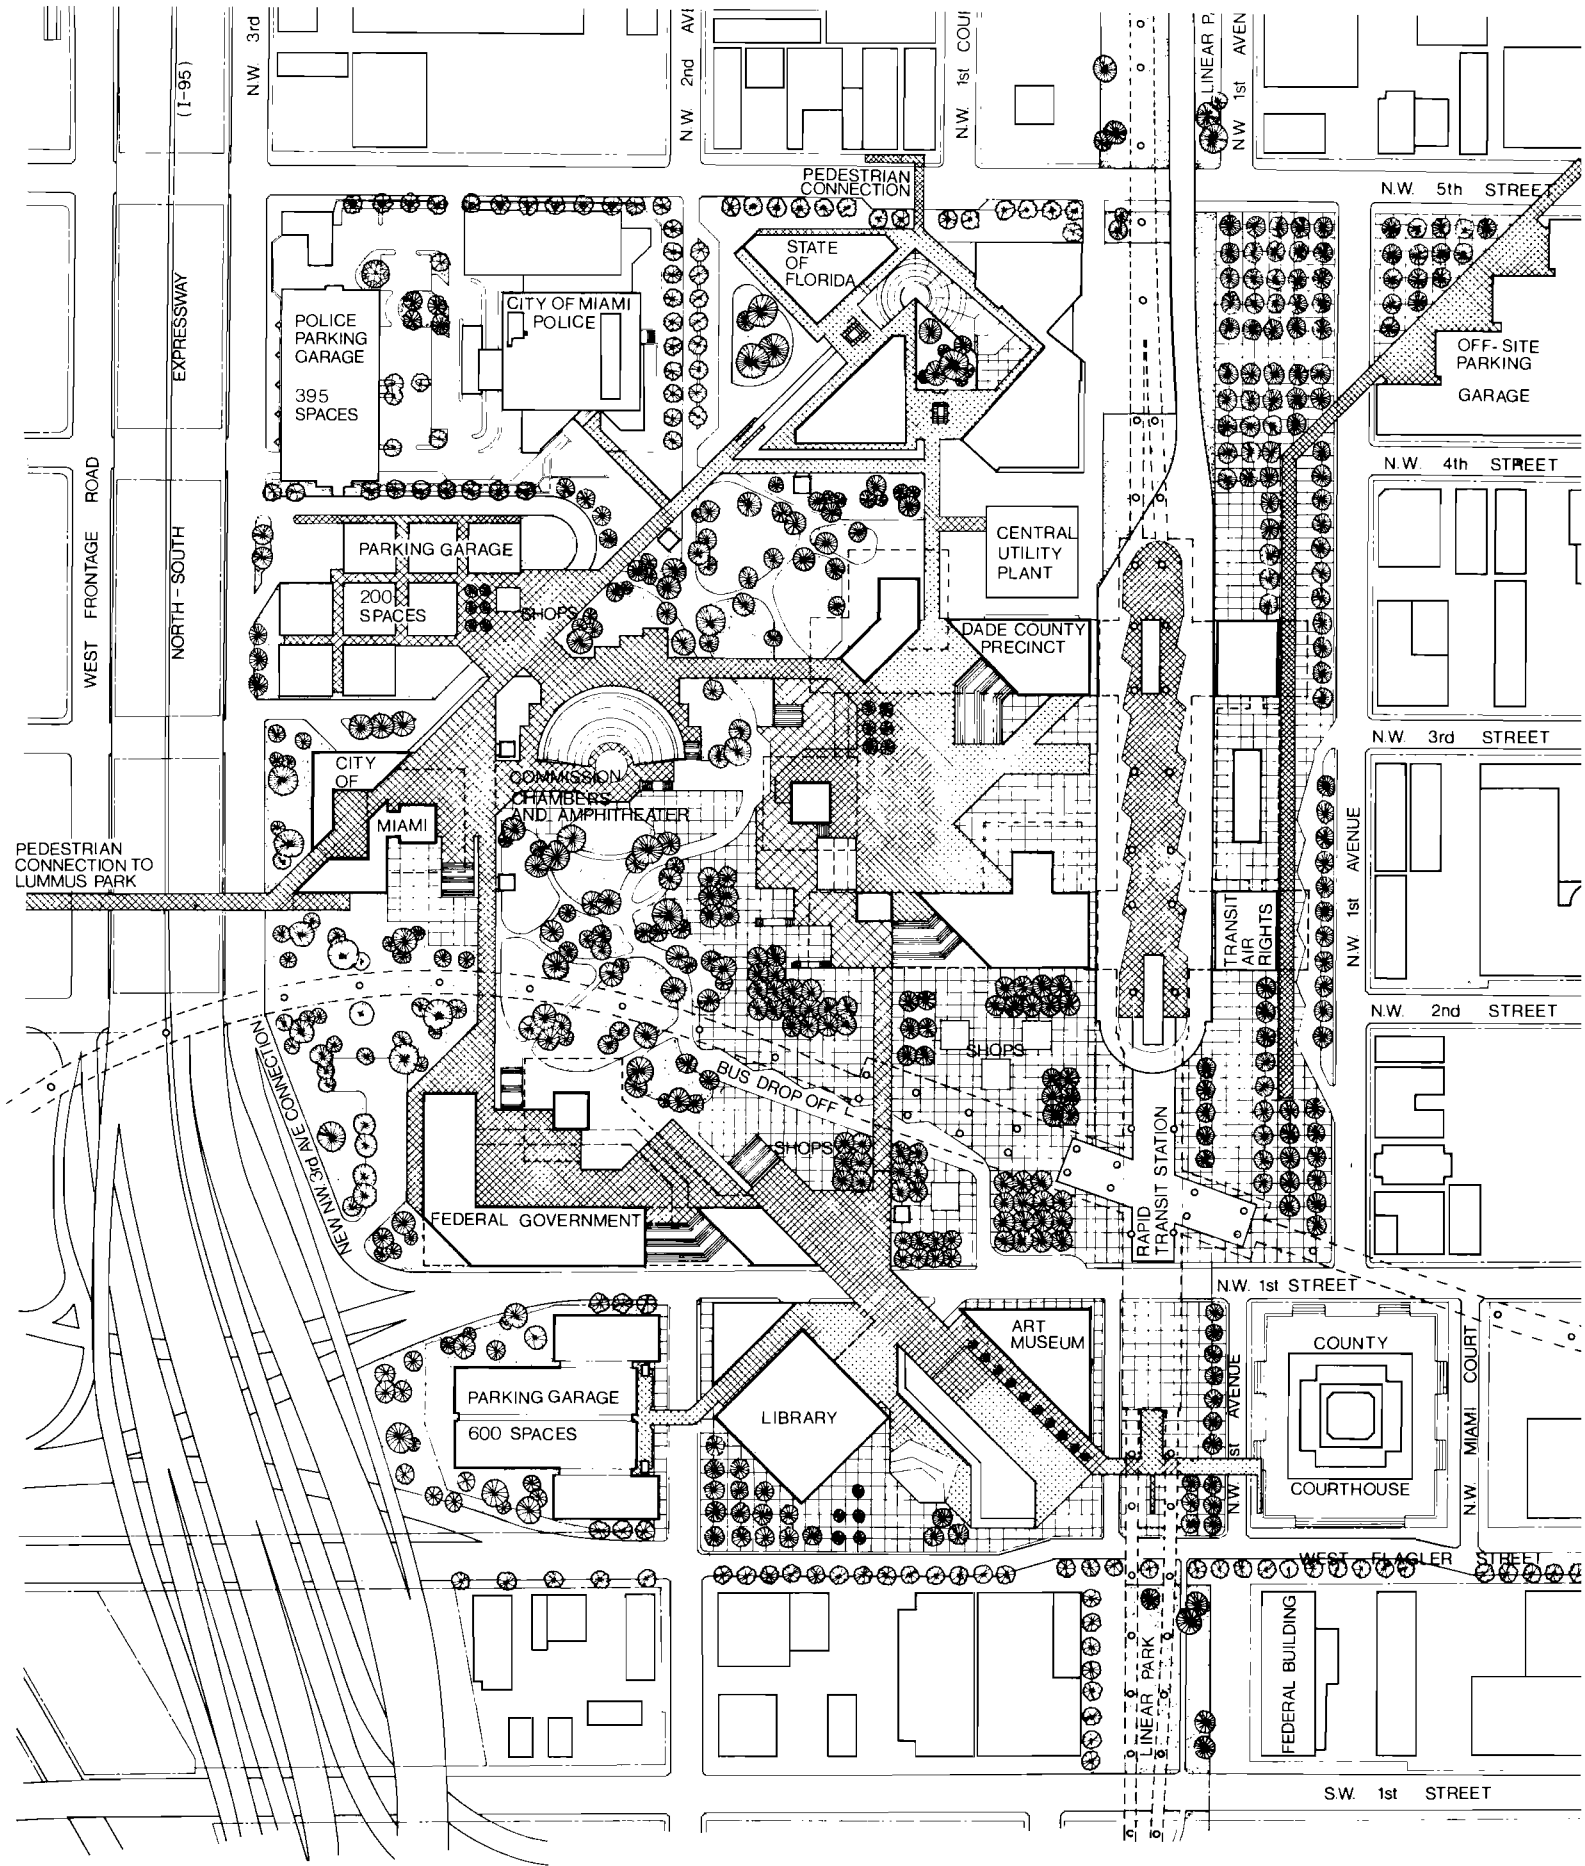 N.W. 3rd
(I-95)
N.W. 2nd AVE
N.W. 1st COU
LINEAR P
NW 1st AVEN
PEDESTRIAN
CONNECTION
N.W. 5th STREET
STATE
OF
FLORIDA
CITY OF MIAMI
POLICE
POLICE
PARKING
GARAGE
395
SPACES
EXPRESSWAY
OFF-SITE
PARKING
GARAGE
N.W. 4th STREET
WEST FRONTAGE ROAD
NORTH-SOUTH
PARKING GARAGE
200
SPACES
SHOPS
CENTRAL
UTILITY
PLANT
DADE COUNTY
PRECINCT
N.W. 3rd STREET
CITY
OF
MIAMI
COMMISSION
CHAMBERS
AND AMPHITHEATER
PEDESTRIAN
CONNECTION TO
LUMMUS PARK
N.W. 1st AVENUE
TRANSIT
AIR
RIGHTS
N.W. 2nd STREET
NEW N.W. 3rd AVE CONNECTION
SHOPS
BUS DROP OFF
SHOPS
RAPID
TRANSIT STATION
FEDERAL GOVERNMENT
N.W. 1st STREET
ART
MUSEUM
COUNTY
COURTHOUSE
N.W. 1st AVENUE
N.W. MIAMI COURT
PARKING GARAGE
600 SPACES
LIBRARY
WEST FLAGLER STREET
LINEAR PARK
FEDERAL BUILDING
S.W. 1st STREET